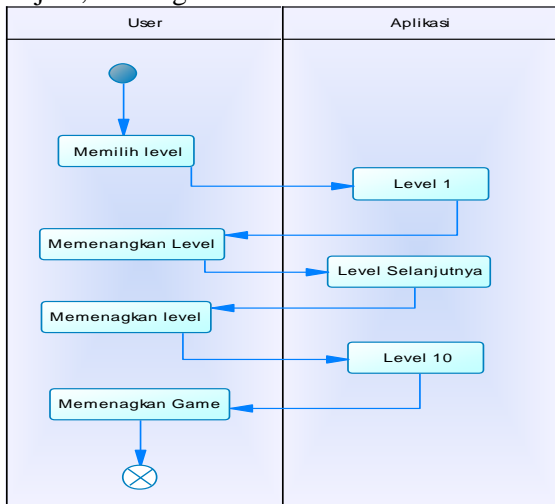 User
Aplikasi
Memilih level
Level 1
Memenangkan Level
Level Selanjutnya
Memenagkan level
Level 10
Memenagkan Game